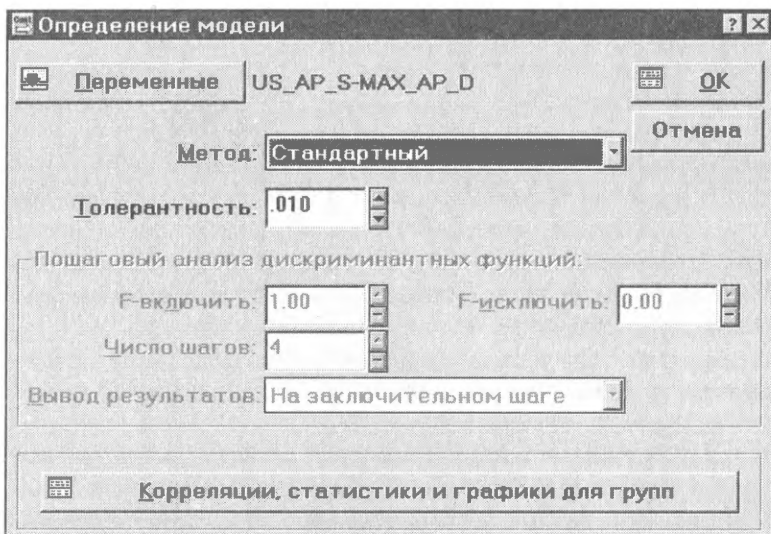 Определение модели
? X
Переменные US_AP_S-MAX_AP_D
OK
Отмена
Метод: Стандартный
Толерантность: .010
Пошаговый анализ дискриминантных функций:
F-включить: 1.00 F-исключить: 0.00
Число шагов: 4
Вывод результатов: На заключительном шаге
Корреляции, статистики и графики для групп